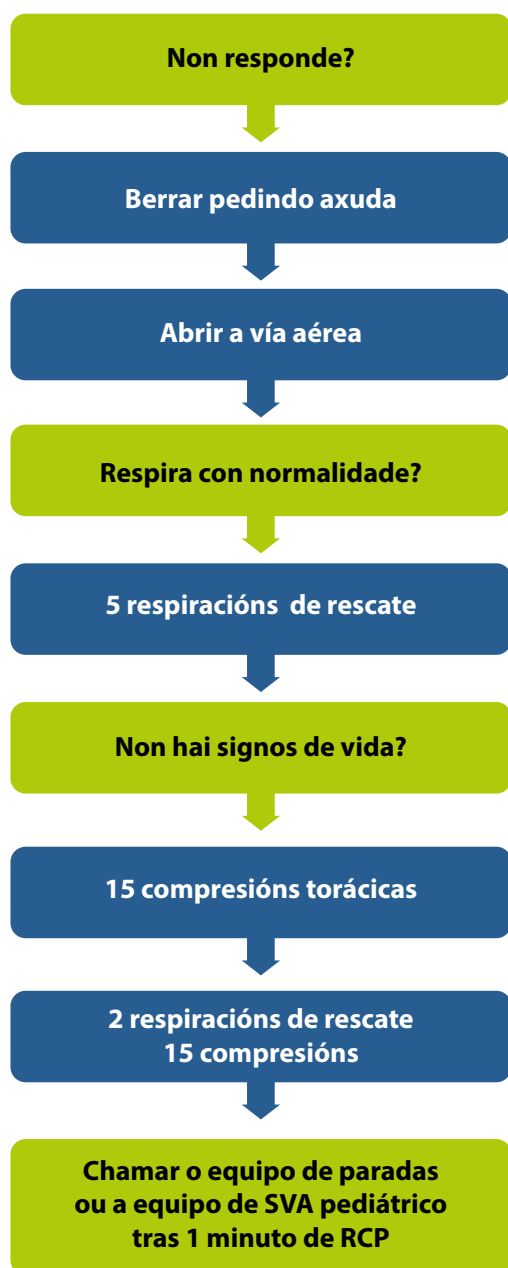 Non responde?
Berrar pedindo axuda
Abrir a vía aérea
Respira con normalidade?
5 respiracións de rescate
Non hai signos de vida?
15 compresións torácicas
2 respiracións de rescate
15 compresións
Chamar o equipo de paradas
ou a equipo de SVA pediátrico
tras 1 minuto de RCP